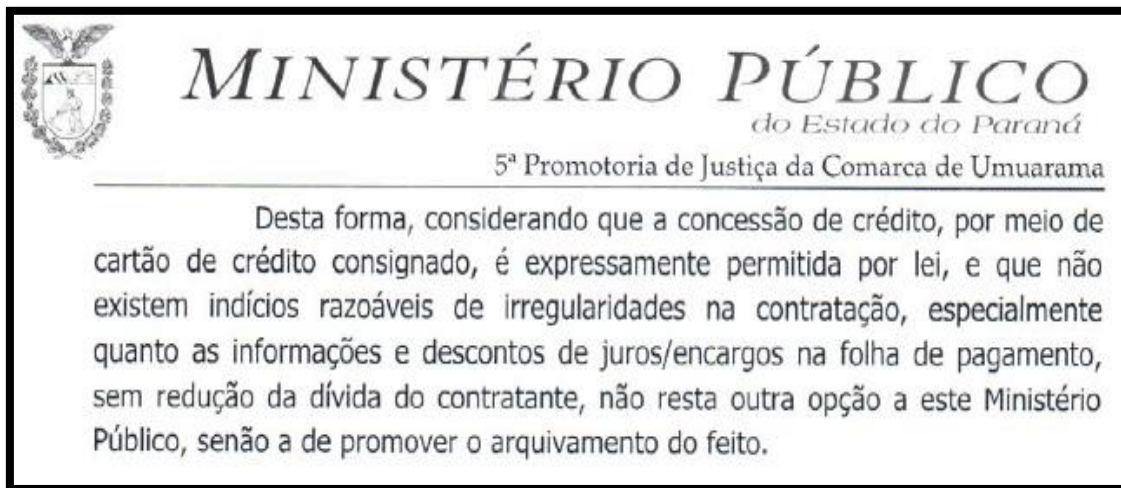 MINISTÉRIO PÚBLICO
do Estado do Paraná
5ª Promotoria de Justiça da Comarca de Umuarama
Desta forma, considerando que a concessão de crédito, por meio de
cartão de crédito consignado, é expressamente permitida por lei, e que não
existem indícios razoáveis de irregularidades na contratação, especialmente
quanto as informações e descontos de juros/encargos na folha de pagamento,
sem redução da dívida do contratante, não resta outra opção a este Ministério
Público, senão a de promover o arquivamento do feito.